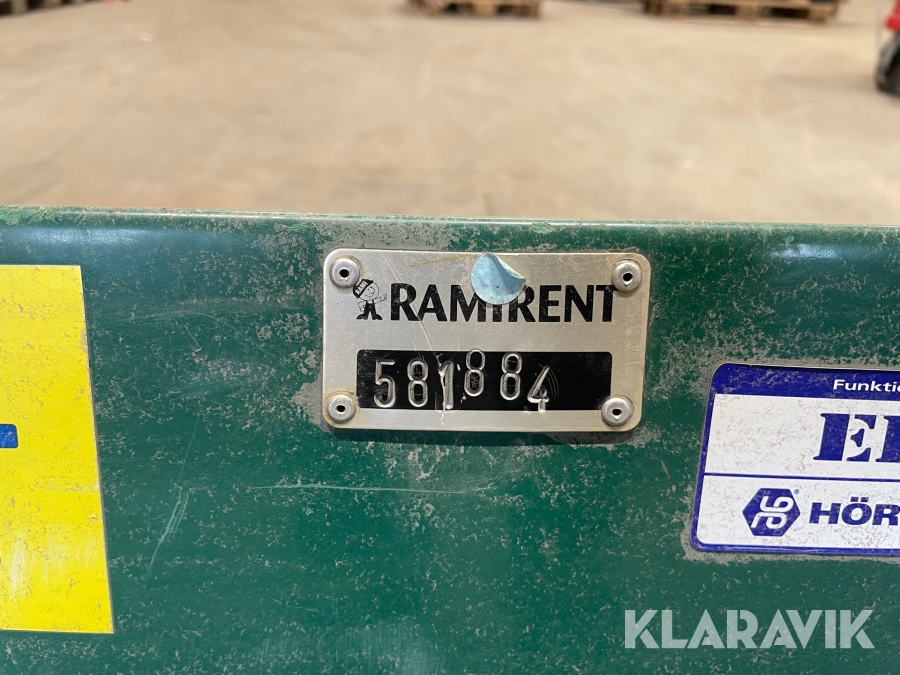 RAMIRENT
581884
Funktio
HÖR
KLARAVIK